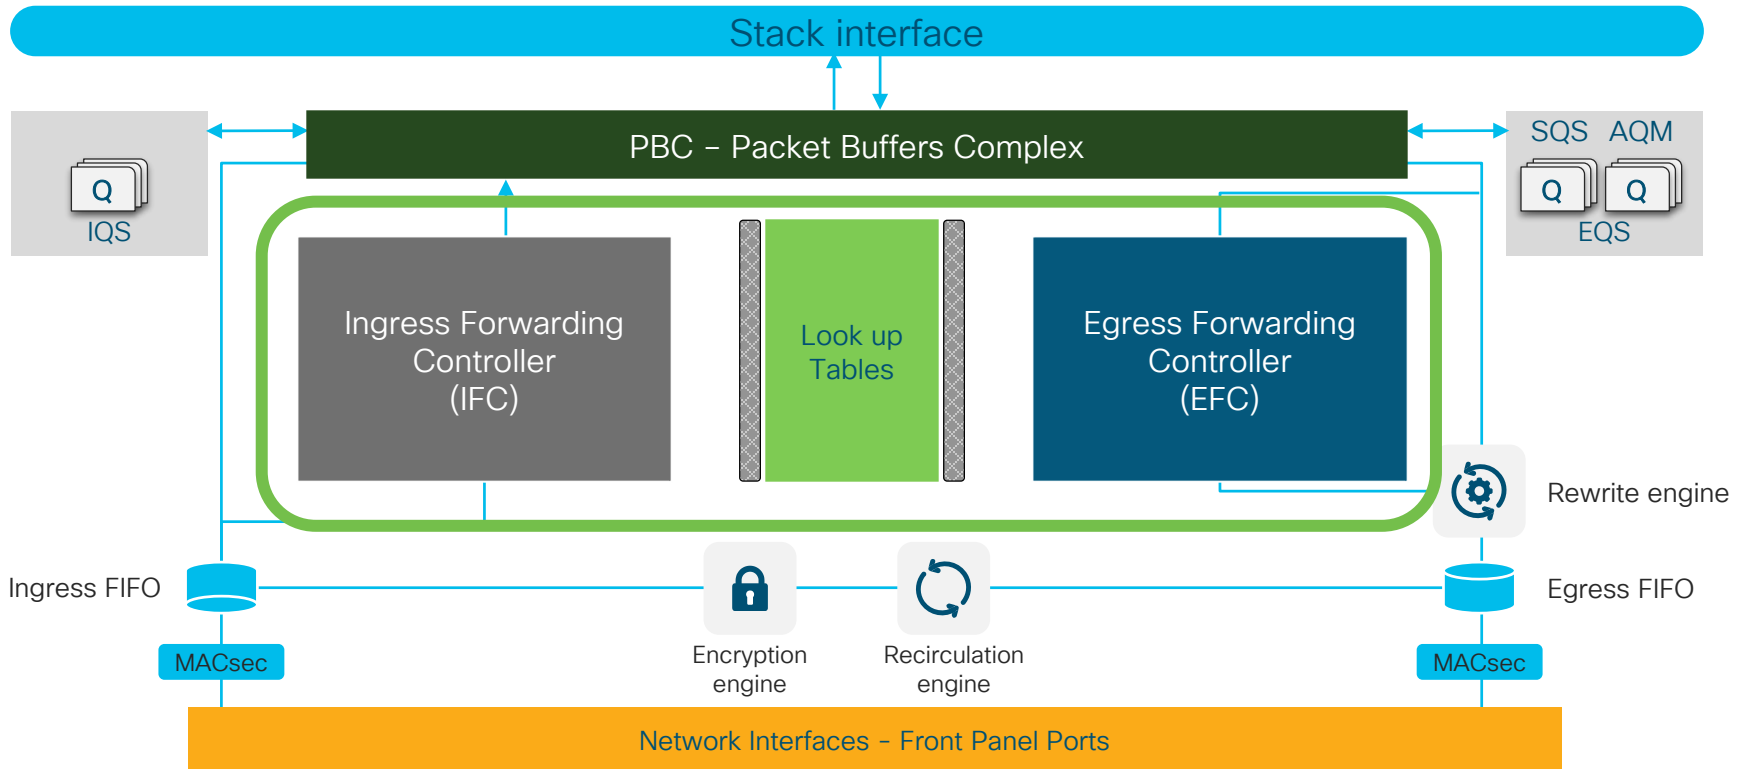 Stack interface
PBC – Packet Buffers Complex
Q
IQS
SQS AQM
Q Q
EQS
Ingress Forwarding
Controller
(IFC)
Look up
Tables
Egress Forwarding
Controller
(EFC)
Rewrite engine
Ingress FIFO
Egress FIFO
MACsec
Encryption
engine
Recirculation
engine
MACsec
Network Interfaces - Front Panel Ports